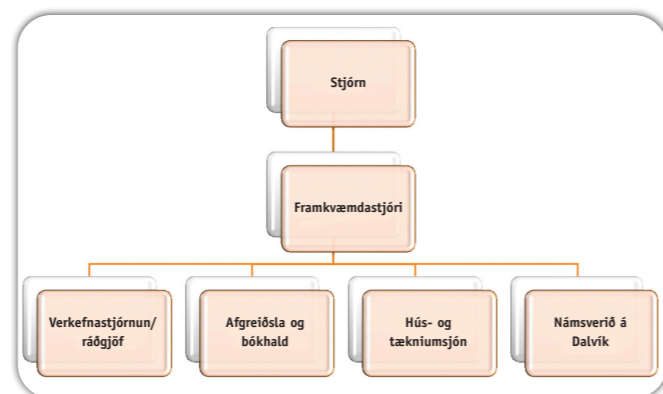 Stjórn
Framkvæmdastjóri
Verkefnastjórnun/
ráðgjöf
Afgreiðsla og
bókhald
Hús- og
tækniumsjón
Námsverið á
Dalvík